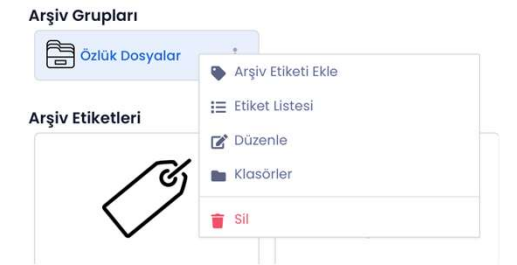 Arşiv Grupları
Özlük Dosyalar
Arşiv Etiketi Ekle
Etiket Listesi
Arşiv Etiketleri
Düzenle
Klasörler
Sil